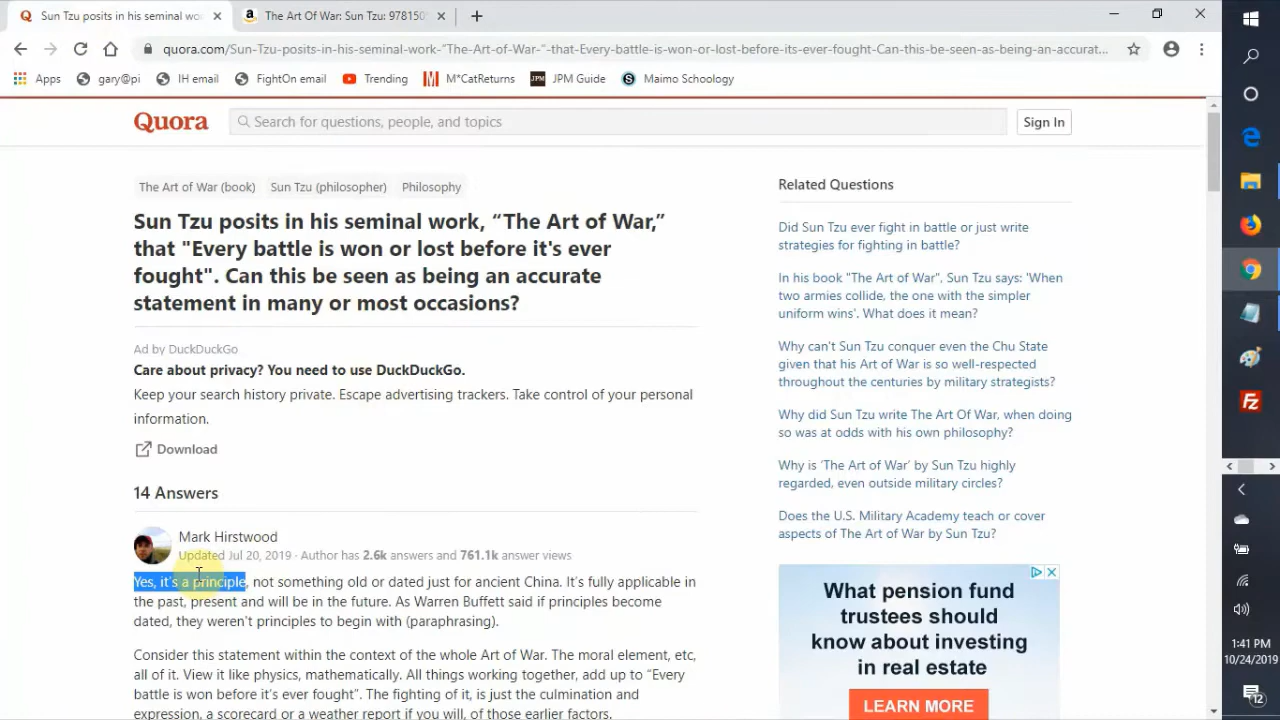 Sun Tzu posits in his seminal wo
The Art Of War: Sun Tzu: 978150
quora.com/Sun-Tzu-posits-in-his-seminal-work-“The-Art-of-War-”-that-Every-battle-is-won-or-lost-before-its-ever-fought-Can-this-be-seen-as-being-an-accurat...
Apps gary@pi IH email FightOn email Trending M*CatReturns JPM JPM Guide S Maimo Schoology
Quora
Search for questions, people, and topics
Sign In
The Art of War (book) Sun Tzu (philosopher) Philosophy
Sun Tzu posits in his seminal work, “The Art of War,”
that "Every battle is won or lost before it's ever
fought". Can this be seen as being an accurate
statement in many or most occasions?
Ad by DuckDuckGo
Care about privacy? You need to use DuckDuckGo.
Keep your search history private. Escape advertising trackers. Take control of your personal
information.
Download
14 Answers
Mark Hirstwood
Updated Jul 20, 2019 · Author has 2.6k answers and 761.1k answer views
Yes, it’s a principle, not something old or dated just for ancient China. It’s fully applicable in
the past, present and will be in the future. As Warren Buffett said if principles become
dated, they weren’t principles to begin with (paraphrasing).
Consider this statement within the context of the whole Art of War. The moral element, etc,
all of it. View it like physics, mathematically. All things working together, add up to “Every
battle is won before it’s ever fought”. The fighting of it, is just the culmination and
expression, a scorecard, or a weather report if you will, of those earlier factors.
Related Questions
Did Sun Tzu ever fight in battle or just write
strategies for fighting in battle?
In his book "The Art of War", Sun Tzu says: 'When
two armies collide, the one with the simpler
uniform wins'. What does it mean?
Why can't Sun Tzu conquer even the Chu State
given that his Art of War is so well-respected
throughout the centuries by military strategists?
Why did Sun Tzu write The Art Of War, when doing
so was at odds with his own philosophy?
Why is ‘The Art of War’ by Sun Tzu highly
regarded, even outside military circles?
Does the U.S. Military Academy teach or cover
aspects of The Art of War by Sun Tzu?
What pension fund
trustees should
know about investing
in real estate
LEARN MORE
1:41 PM
10/24/2019
12